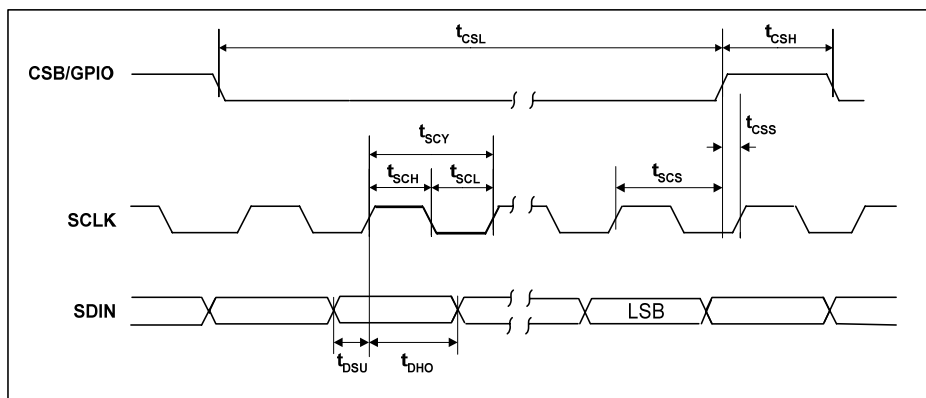 tCSL
tCSH
CSB/GPIO
tCSS
tSCY
tSCH
tSCL
tSCS
SCLK
SDIN
LSB
tDSU
tDHO